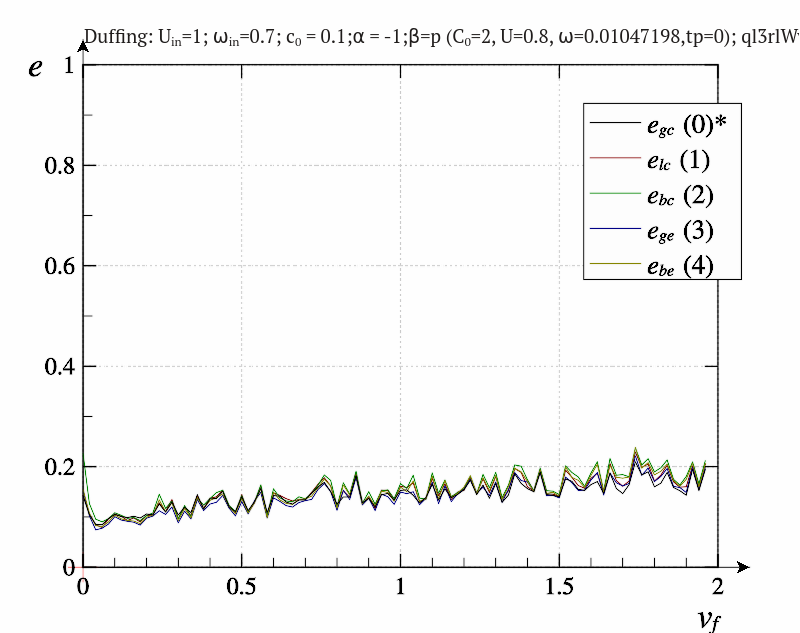 Duffing: Uin=1; ωin=0.7; c0 = 0.1;α = -1;β=p (C0=2, U=0.8, ω=0.01047198,tp=0); ql3rlW
e
1
0.8
0.6
0.4
0.2
0
egc (0)*
elc (1)
ebc (2)
ege (3)
ebe (4)
0 0.5 1 1.5 2
vf